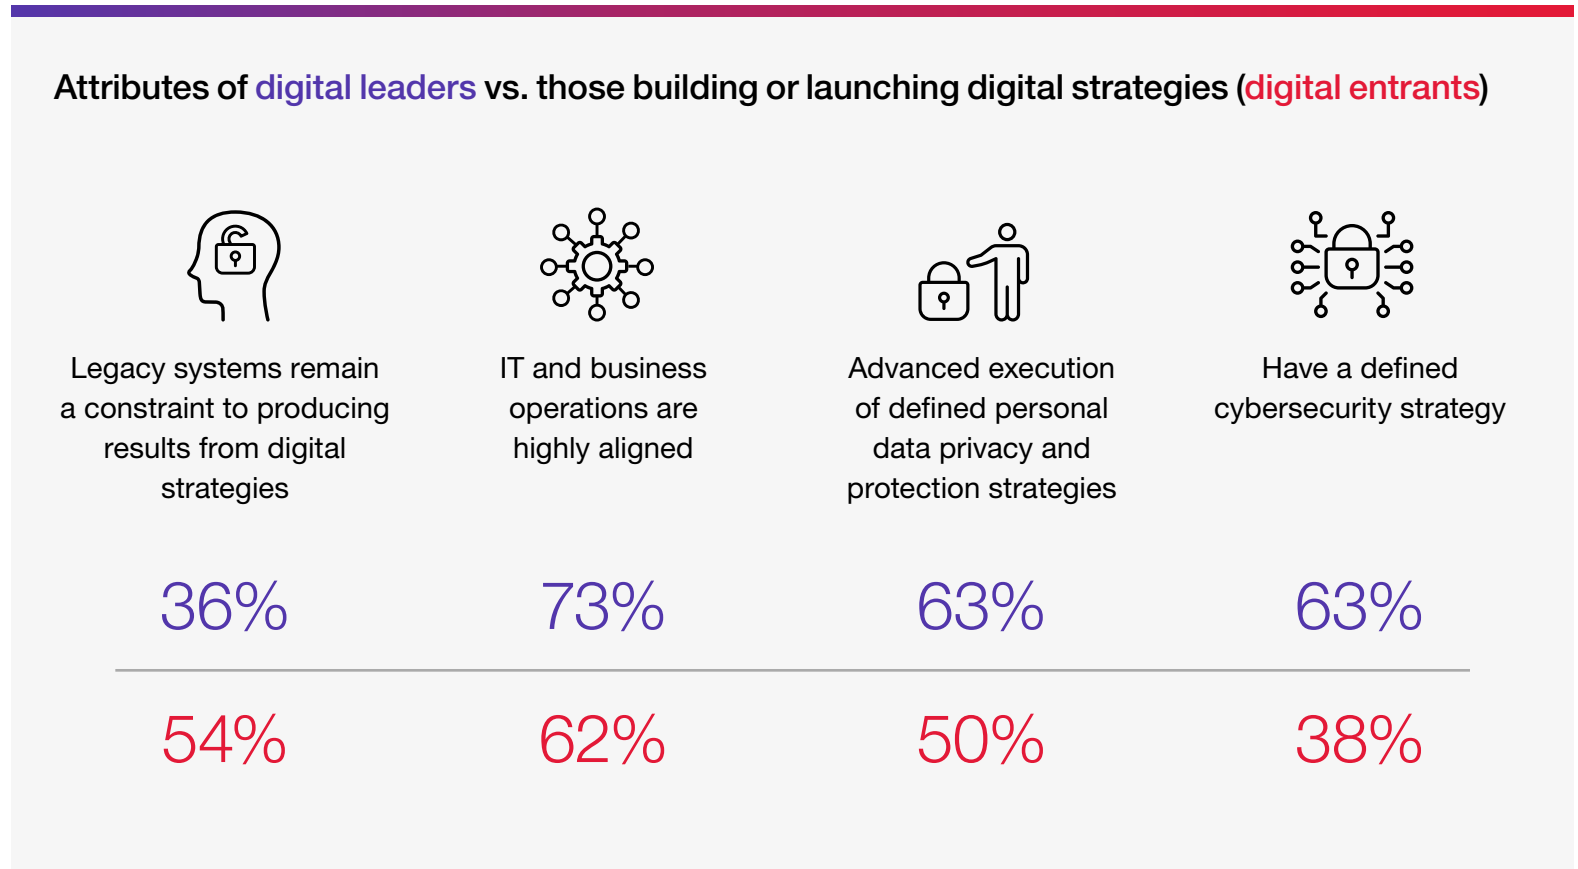 Attributes of digital leaders vs. those building or launching digital strategies (digital entrants)
Legacy systems remain
a constraint to producing
results from digital
strategies
IT and business
operations are
highly aligned
Advanced execution
of defined personal
data privacy and
protection strategies
Have a defined
cybersecurity strategy
36% 73% 63% 63%
54% 62% 50% 38%